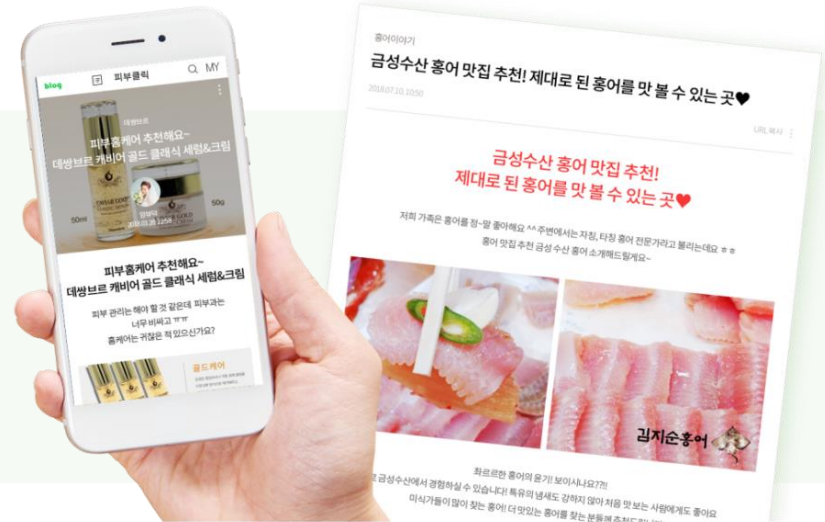 blog
피부클릭
MY
데쌍브르
피부홈케어 추천해요~
데쌍브르 캐비어 골드 클래식 세럼&크림
50ml
50g
피부홈케어 추천해요~
데쌍브르 캐비어 골드 클래식 세럼&크림
피부 관리는 해야 할 것 같은데 피부과는
너무 비싸고 ㅠㅠ
홈케어는 귀찮은 적 있으신가요?
골드케어
홍어이야기
금성수산 홍어 맛집 추천! 제대로 된 홍어를 맛 볼 수 있는 곳♥
2018.07.10. 10:50
URL 복사
금성수산 홍어 맛집 추천!
제대로 된 홍어를 맛 볼 수 있는 곳♥
저희 가족은 홍어를 정~말 좋아해요 ^^ 주변에서는 자칭, 타칭 홍어 전문가라고 불리는데요 ㅎㅎ
홍어 맛집 추천 금성 수산 홍어 소개해드릴게요~
김지순홍어
촤르르한 홍어의 윤기! 보이시나요??!!
로 금성수산에서 경험하실 수 있습니다! 특유의 냄새도 강하지 않아 처음 맛 보는 사람에게도 좋아요
미식가들이 많이 찾는 홍어! 더 맛있는 홍어를 찾는 분들께